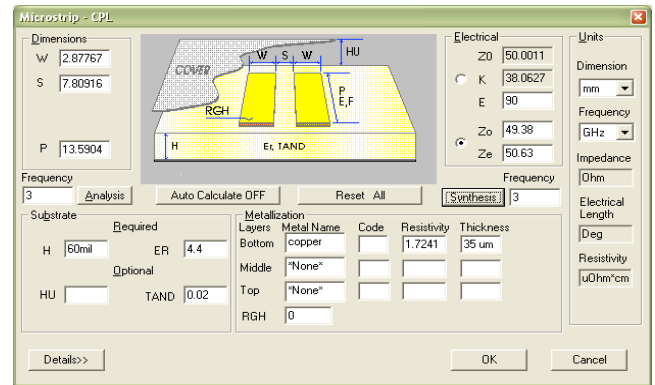 Microstrip - CPL
Dimensions
W 2.87767
S 7.80916
P 13.5904
COVER
W S W
HU
P
E,F
RGH
H
Er, TAND
Electrical
Z0 50.0011
K 38.0627
E 90
Zo 49.38
Ze 50.63
Units
Dimension
mm
Frequency
GHz
Impedance
Ohm
Electrical
Length
Deg
Resistivity
uOhm*cm
Frequency
3 Analysis
Auto Calculate OFF
Reset All
Frequency
Synthesis 3
Substrate
Required
H 60mil ER 4.4
Optional
HU TAND 0.02
Metallization
Layers Metal Name Code Resistivity Thickness
Bottom copper 1.7241 35 um
Middle *None*
Top *None*
RGH 0
Details>>
OK
Cancel